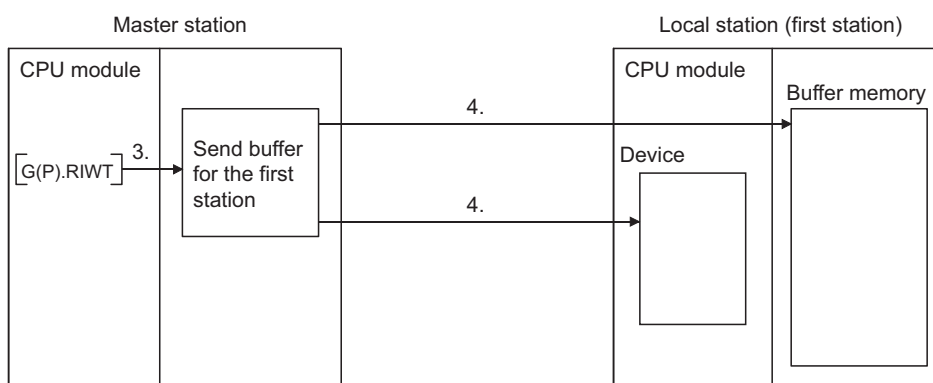 Master station
Local station (first station)
CPU module
CPU module
Buffer memory
4.
3.
G(P).RIWT
Send buffer
for the first
station
Device
4.